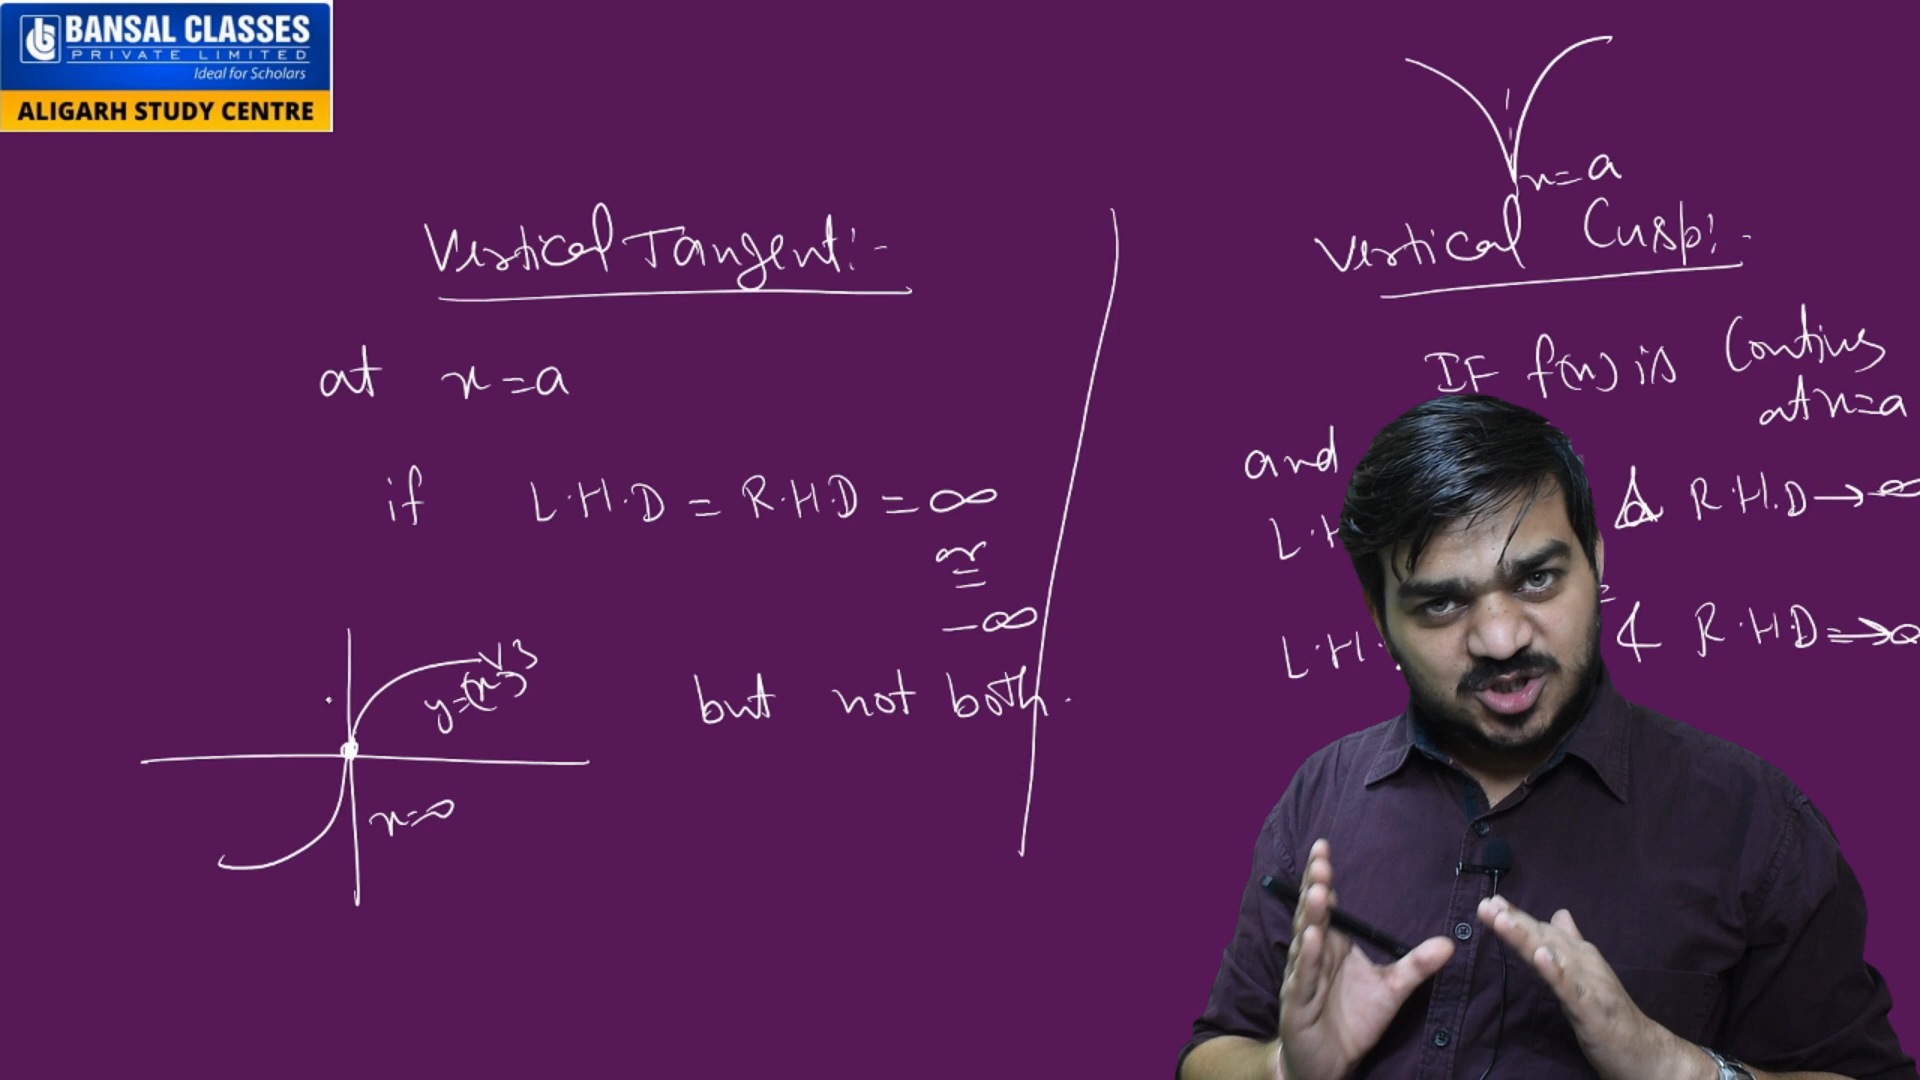 BANSAL CLASSES
PRIVATE LIMITED
Ideal for Scholars
ALIGARH STUDY CENTRE
Vertical Tangent:-
at x=a
if L.H.D = R.H.D = ∞
or
-∞
but not both.
y=(x)^1/3
x=0
x=a
Vertical Cusp:-
IF f(x) is Contius
at x=a
and
L.H & R.H.D→-∞
L.H. & R.H.D→∞